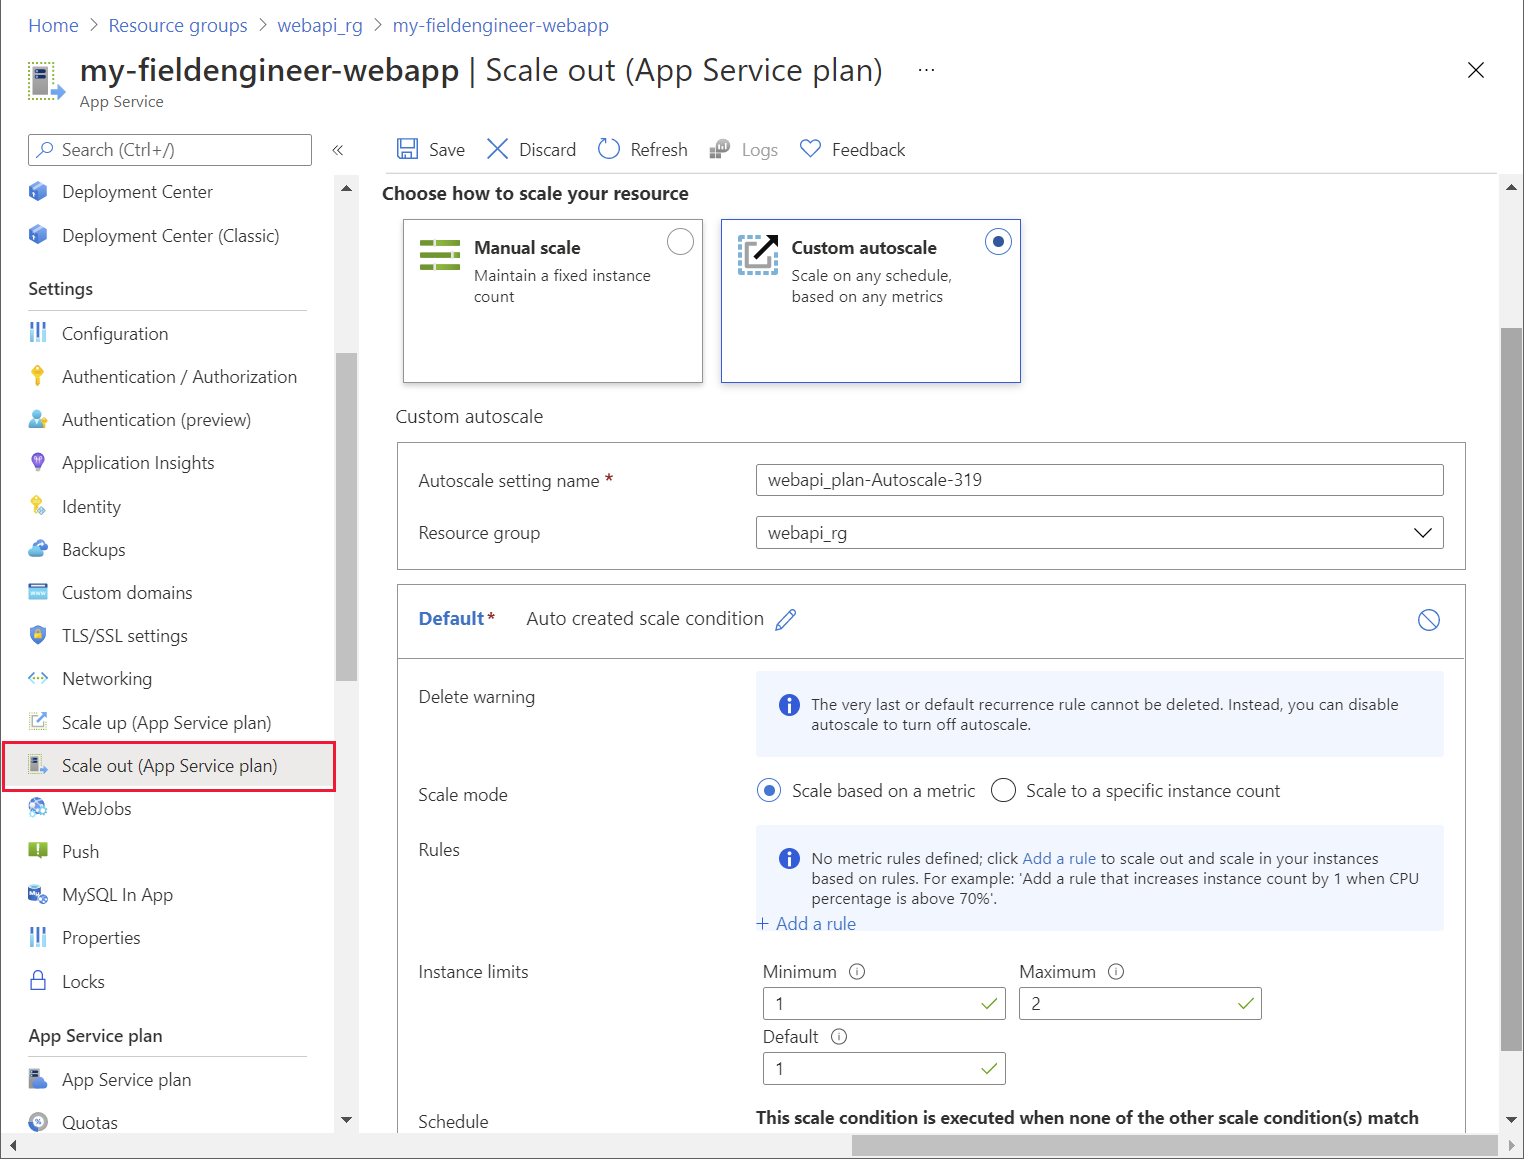 Home > Resource groups > webapi_rg > my-fieldengineer-webapp
my-fieldengineer-webapp | Scale out (App Service plan) ...
App Service
Search (Ctrl+/) «
Deployment Center
Deployment Center (Classic)
Settings
Configuration
Authentication / Authorization
Authentication (preview)
Application Insights
Identity
Backups
Custom domains
TLS/SSL settings
Networking
Scale up (App Service plan)
Scale out (App Service plan)
WebJobs
Push
MySQL In App
Properties
Locks
App Service plan
App Service plan
Quotas
Save Discard Refresh Logs Feedback
Choose how to scale your resource
Manual scale
Maintain a fixed instance
count
Custom autoscale
Scale on any schedule,
based on any metrics
Custom autoscale
Autoscale setting name * webapi_plan-Autoscale-319
Resource group webapi_rg
Default* Auto created scale condition
Delete warning
The very last or default recurrence rule cannot be deleted. Instead, you can disable
autoscale to turn off autoscale.
Scale mode Scale based on a metric Scale to a specific instance count
Rules
No metric rules defined; click Add a rule to scale out and scale in your instances
based on rules. For example: 'Add a rule that increases instance count by 1 when CPU
percentage is above 70%'.
+ Add a rule
Instance limits Minimum Maximum
1 2
Default
1
Schedule This scale condition is executed when none of the other scale condition(s) match